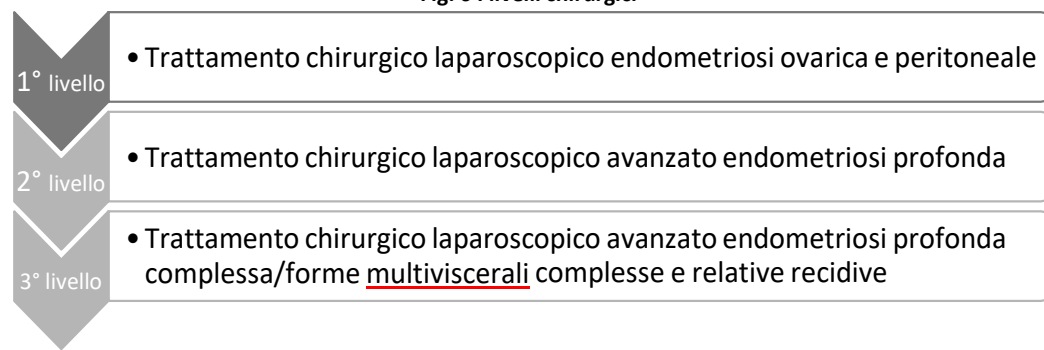 1° livello
• Trattamento chirurgico laparoscopico endometriosi ovarica e peritoneale
2° livello
• Trattamento chirurgico laparoscopico avanzato endometriosi profonda
3° livello
• Trattamento chirurgico laparoscopico avanzato endometriosi profonda
complessa/forme multiviscerali complesse e relative recidive